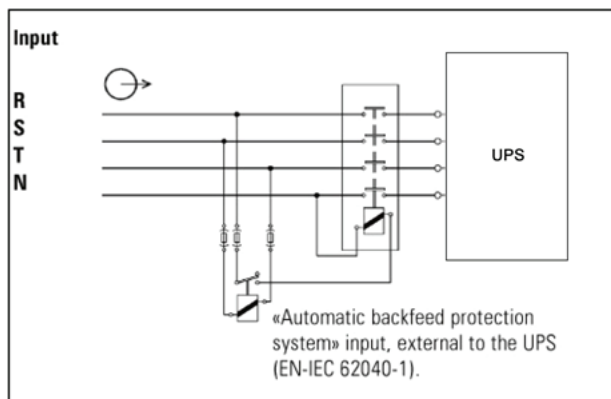 Input
R
S
T
N
UPS
«Automatic backfeed protection
system» input, external to the UPS
(EN-IEC 62040-1).